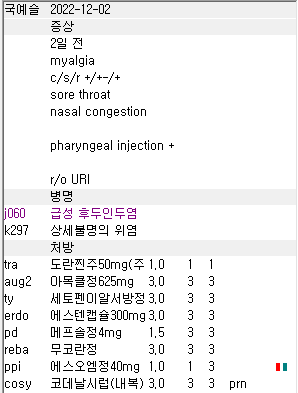 국예슬 2022-12-02
증상
2일 전
myalgia
c/s/r +/+-/+
sore throat
nasal congestion
pharyngeal injection +
r/o URI
병명
j060 급성 후두인두염
k297 상세불명의 위염
처방
tra 도란찐주50mg(주 1,0 1 1
aug2 아목클정625mg 3,0 3 3
ty 세토펜이알서방정 3,0 3 3
erdo 에스텐캡슐300mg 3,0 3 3
pd 메프솔정4mg 1,5 3 3
reba 무코란정 3,0 3 3
ppi 에스오엠정40mg 1,0 1 3
cosy 코데날시럽(내복) 3,0 3 3 prn